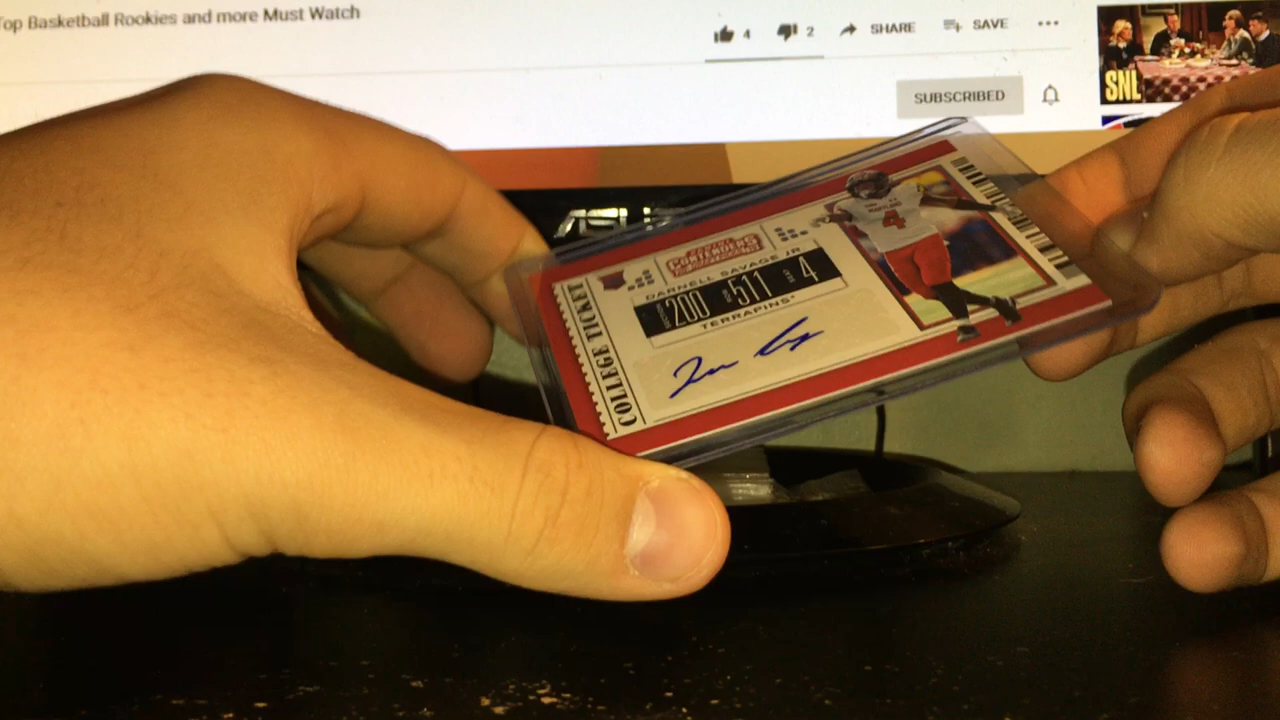 Top Basketball Rookies and more Must Watch
4
2
SHARE
SAVE
SUBSCRIBED
SNL
CONTENDERS
DARNELL SAVAGE JR
200 511 4
TERRAPINS
COLLEGE TICKET
MARYLAND
4